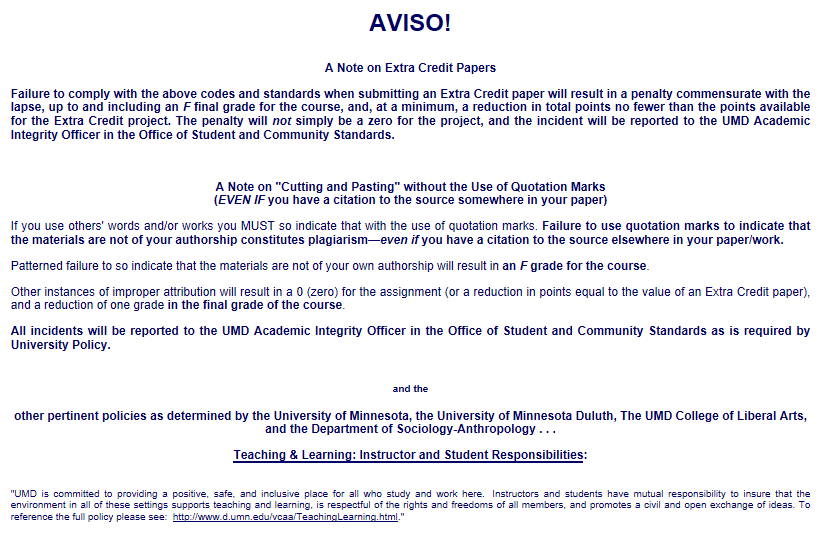 AVISO!
A Note on Extra Credit Papers
Failure to comply with the above codes and standards when submitting an Extra Credit paper will result in a penalty commensurate with the
lapse, up to and including an F final grade for the course, and, at a minimum, a reduction in total points no fewer than the points available
for the Extra Credit project. The penalty will not simply be a zero for the project, and the incident will be reported to the UMD Academic
Integrity Officer in the Office of Student and Community Standards.
A Note on "Cutting and Pasting" without the Use of Quotation Marks
(EVEN IF you have a citation to the source somewhere in your paper)
If you use others' words and/or works you MUST so indicate that with the use of quotation marks. Failure to use quotation marks to indicate that
the materials are not of your authorship constitutes plagiarism—even if you have a citation to the source elsewhere in your paper/work.
Patterned failure to so indicate that the materials are not of your own authorship will result in an F grade for the course.
Other instances of improper attribution will result in a 0 (zero) for the assignment (or a reduction in points equal to the value of an Extra Credit paper),
and a reduction of one grade in the final grade of the course.
All incidents will be reported to the UMD Academic Integrity Officer in the Office of Student and Community Standards as is required by
University Policy.
and the
other pertinent policies as determined by the University of Minnesota, the University of Minnesota Duluth, The UMD College of Liberal Arts,
and the Department of Sociology-Anthropology . . .
Teaching & Learning: Instructor and Student Responsibilities:
"UMD is committed to providing a positive, safe, and inclusive place for all who study and work here. Instructors and students have mutual responsibility to insure that the
environment in all of these settings supports teaching and learning, is respectful of the rights and freedoms of all members, and promotes a civil and open exchange of ideas. To
reference the full policy please see: http://www.d.umn.edu/vcaa/TeachingLearning.html."